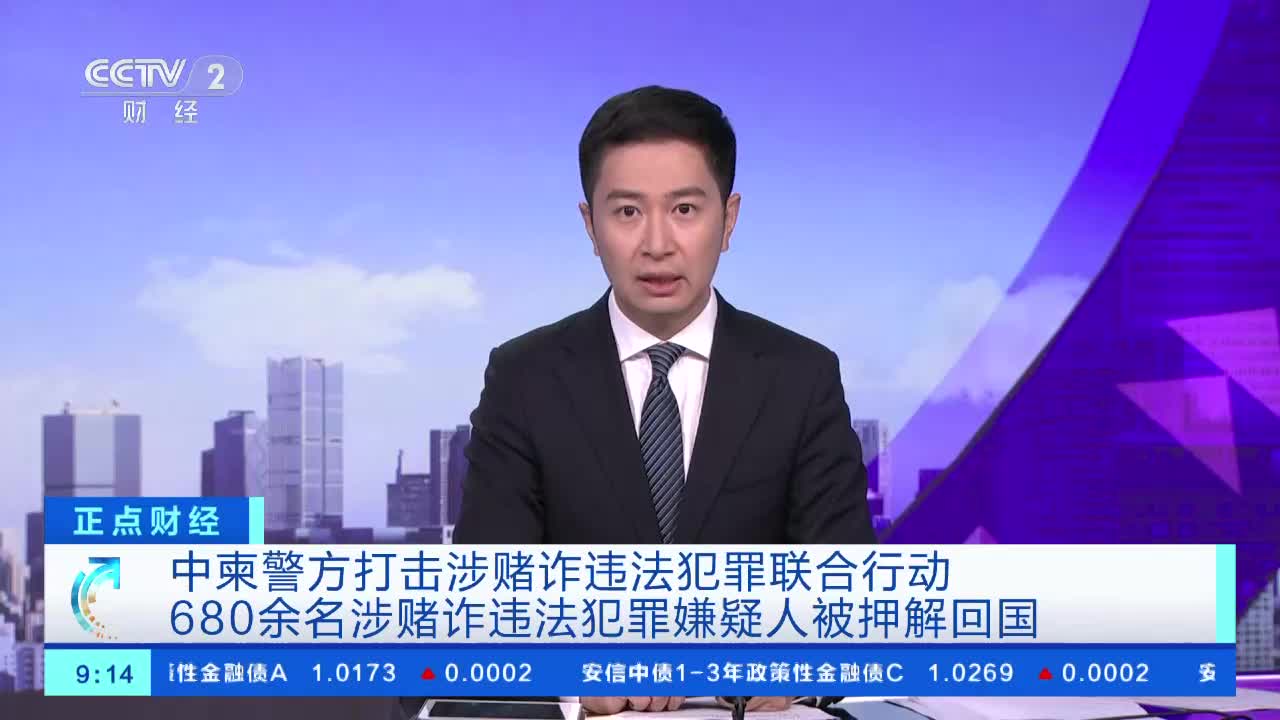 CCTV 2
财 经
正点财经
中柬警方打击涉赌诈违法犯罪联合行动
680余名涉赌诈违法犯罪嫌疑人被押解回国
9:14 性金融债A 1.0173 ▲ 0.0002 安信中债1-3年政策性金融债C 1.0269 ▲ 0.0002